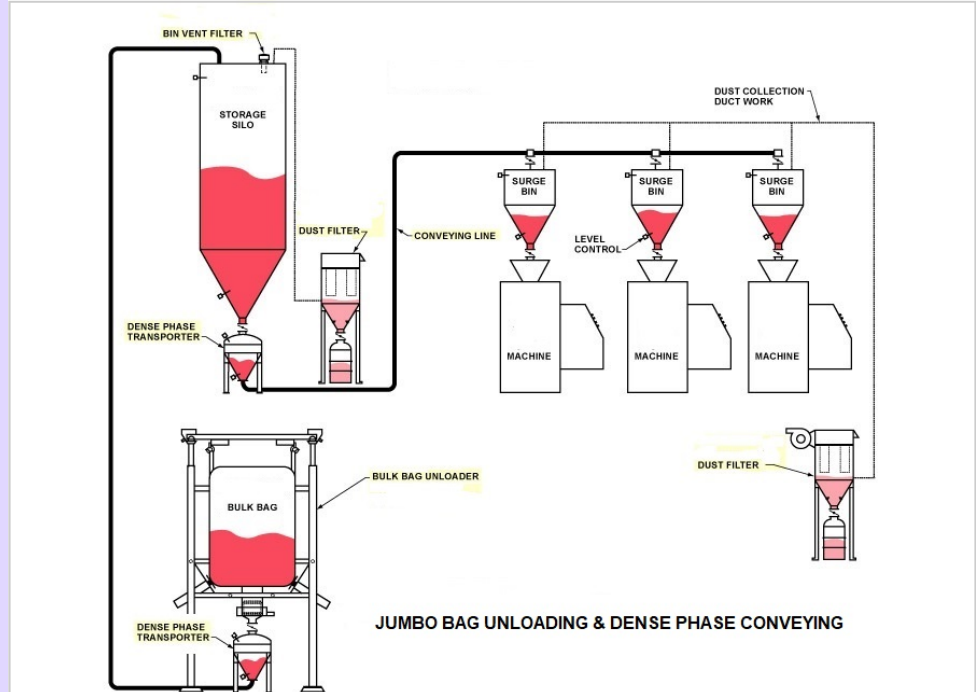 BIN VENT FILTER
STORAGE
SILO
DUST COLLECTION
DUCT WORK
SURGE
BIN
SURGE
BIN
SURGE
BIN
DUST FILTER
CONVEYING LINE
LEVEL
CONTROL
DENSE PHASE
TRANSPORTER
MACHINE
MACHINE
MACHINE
BULK BAG UNLOADER
DUST FILTER
BULK BAG
JUMBO BAG UNLOADING & DENSE PHASE CONVEYING
DENSE PHASE
TRANSPORTER